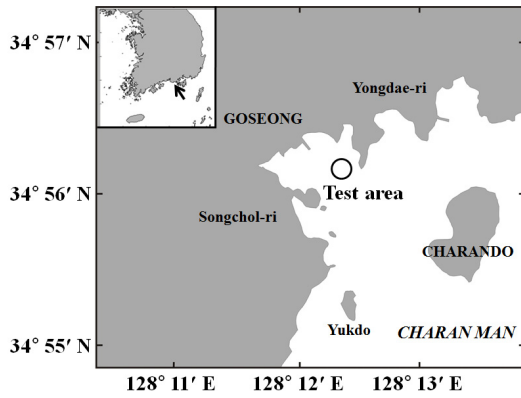 34° 57' N
Yongdae-ri
GOSEONG
34° 56' N
Test area
Songchol-ri
CHARANDO
Yukdo
CHARAN MAN
34° 55' N
128° 11' E
128° 12' E
128° 13' E